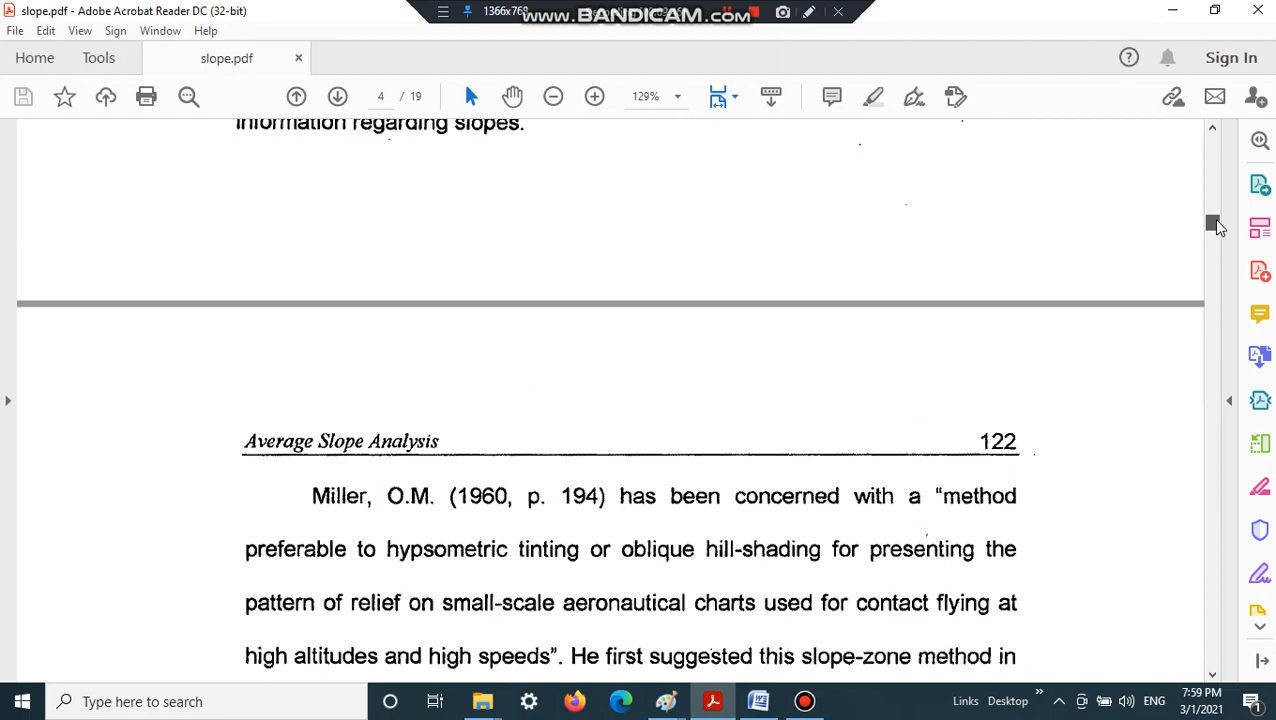 slope.pdf - Adobe Acrobat Reader DC (32-bit)
1366x768
www.BANDICAM.com
File Edit View Sign Window Help
Home Tools slope.pdf × Sign In
4 / 19 129%
information regarding slopes.
Average Slope Analysis 122
Miller, O.M. (1960, p. 194) has been concerned with a “method
preferable to hypsometric tinting or oblique hill-shading for presenting the
pattern of relief on small-scale aeronautical charts used for contact flying at
high altitudes and high speeds”. He first suggested this slope-zone method in
Type here to search
Links Desktop » ENG
7:59 PM
3/1/2021
1